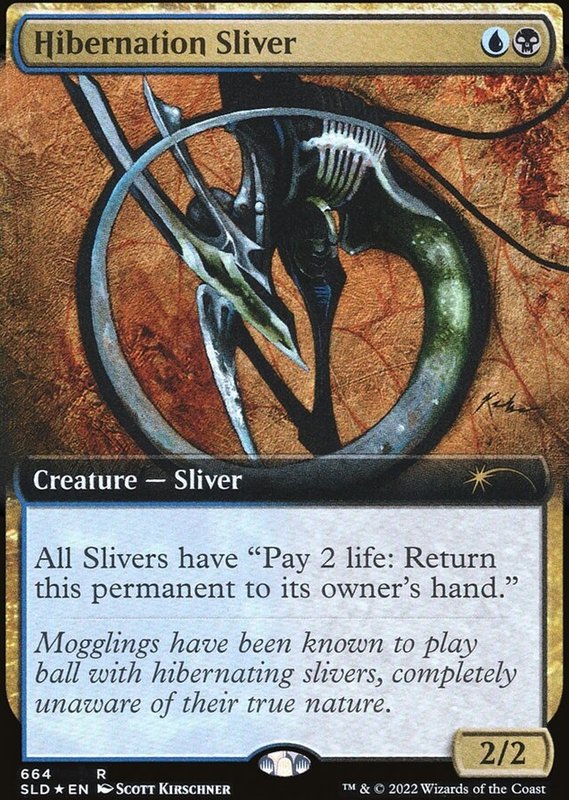 Hibernation Sliver
Creature — Sliver
All Slivers have “Pay 2 life: Return
this permanent to its owner’s hand.”
Mogglings have been known to play
ball with hibernating slivers, completely
unaware of their true nature.
2/2
664 R
SLD ★ EN Scott Kirschner
™ & © 2022 Wizards of the Coast